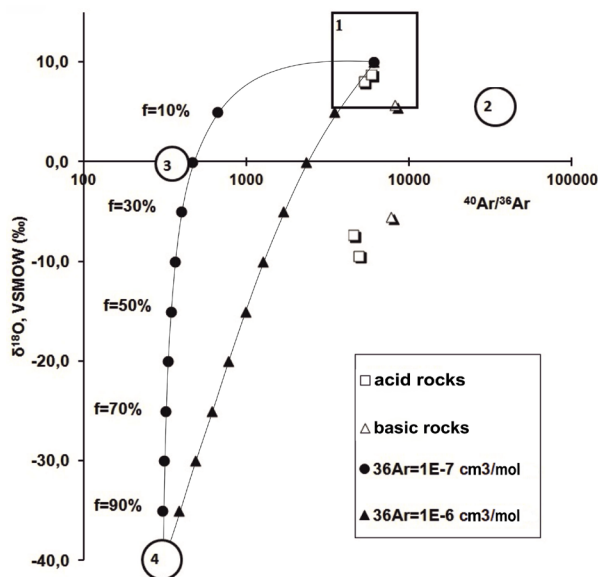 10,0
1
f=10%
2
3
0,0
100
1000
10000
100000
40Ar/36Ar
f=30%
-10,0
f=50%
-20,0
f=70%
-30,0
f=90%
-40,0
4
δ18O, VSMOW (‰)
acid rocks
basic rocks
36Ar=1E-7 cm3/mol
36Ar=1E-6 cm3/mol